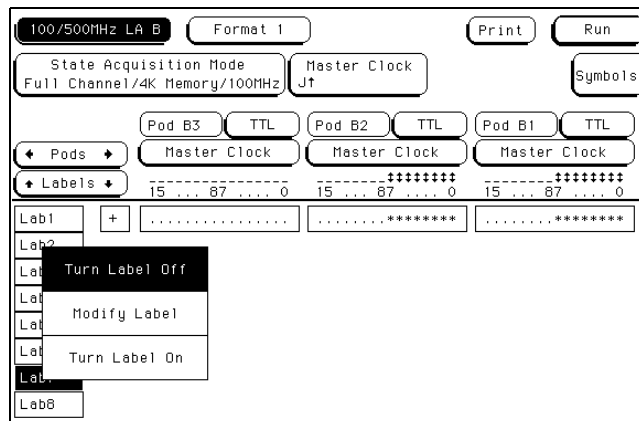 100/500MHz LA B Format 1 Print Run
State Acquisition Mode
Full Channel/4K Memory/100MHz
Master Clock
J↑
Symbols
Pod B3 TTL Pod B2 TTL Pod B1 TTL
← Pods → Master Clock Master Clock Master Clock
↑ Labels ↓
15 ... 87 .... 0 15 ... 87 .... 0 15 ... 87 .... 0
Lab1 + ................ ........******** ........********
Turn Label Off
Modify Label
Turn Label On
Lab8